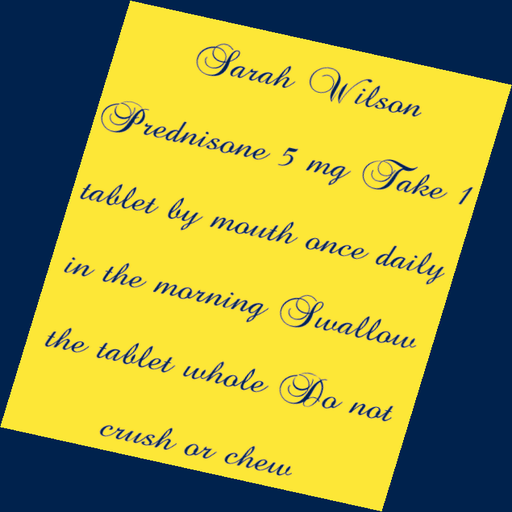 Sarah Wilson
Prednisone 5 mg Take 1
tablet by mouth once daily
in the morning Swallow
the tablet whole Do not
crush or chew